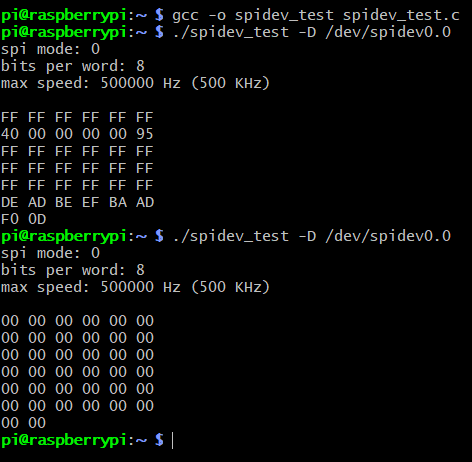 pi@raspberrypi:~ $ gcc -o spidev_test spidev_test.c
pi@raspberrypi:~ $ ./spidev_test -D /dev/spidev0.0
spi mode: 0
bits per word: 8
max speed: 500000 Hz (500 KHz)
FF FF FF FF FF FF
40 00 00 00 00 95
FF FF FF FF FF FF
FF FF FF FF FF FF
FF FF FF FF FF FF
DE AD BE EF BA AD
F0 0D
pi@raspberrypi:~ $ ./spidev_test -D /dev/spidev0.0
spi mode: 0
bits per word: 8
max speed: 500000 Hz (500 KHz)
00 00 00 00 00 00
00 00 00 00 00 00
00 00 00 00 00 00
00 00 00 00 00 00
00 00 00 00 00 00
00 00 00 00 00 00
00 00
pi@raspberrypi:~ $